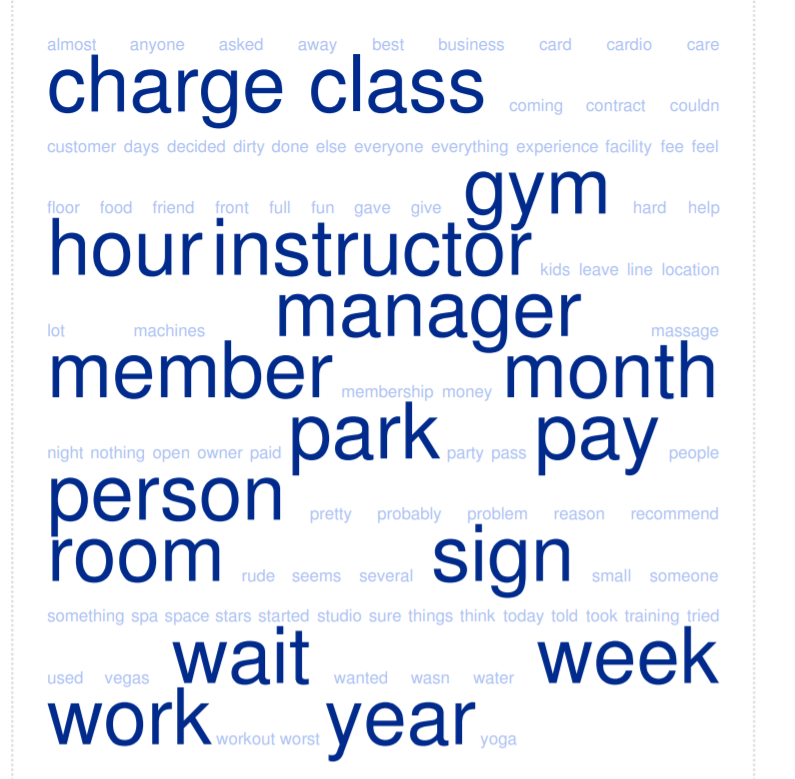 almost anyone asked away best business card cardio care
charge class coming contract couldn
customer days decided dirty done else everyone everything experience facility fee feel
floor food friend front full fun gave give gym hard help
hour instructor kids leave line location
lot machines manager massage
member membership money month
night nothing open owner paid park party pass pay people
person pretty probably problem reason recommend
room rude seems several sign small someone
something spa space stars started studio sure things think today told took training tried
used vegas wait wanted wasn water week
work workout worst year yoga